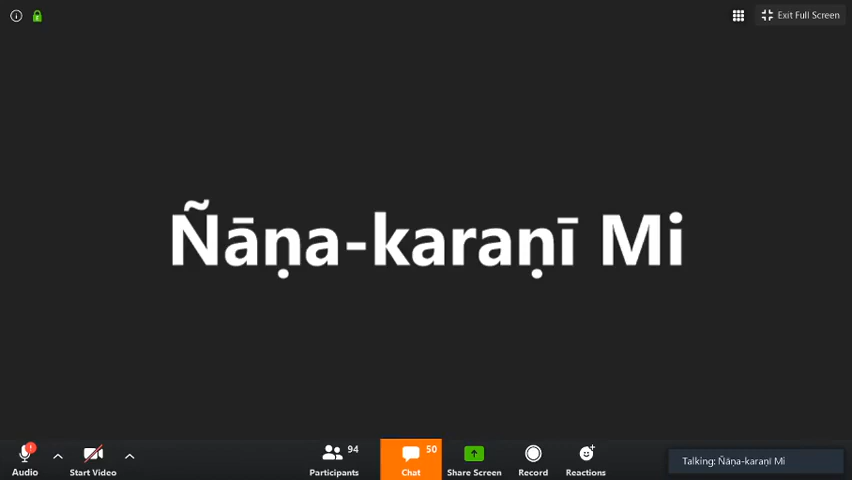 Exit Full Screen
Ñāṇa-karaṇī Mi
Audio
Start Video
94
Participants
50
Chat
Share Screen
Record
Reactions
Talking: Ñāṇa-karaṇī Mi